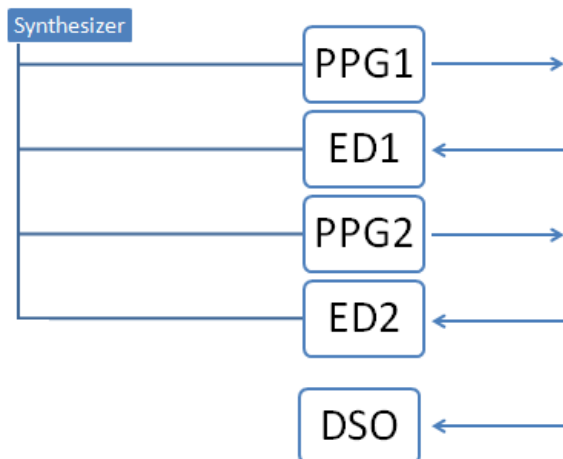 Synthesizer
PPG1
ED1
PPG2
ED2
DSO